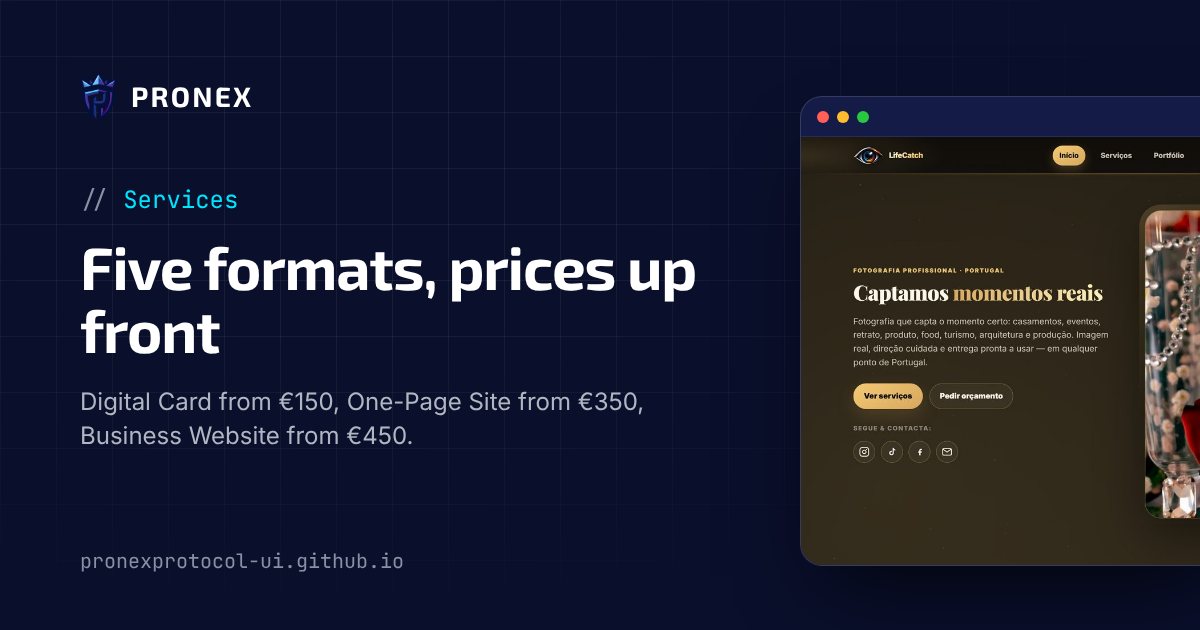 PRONEX
// Services
Five formats, prices up
front
Digital Card from €150, One-Page Site from €350,
Business Website from €450.
pronexprotocol-ui.github.io
LifeCatch
Início
Serviços
Portfólio
FOTOGRAFIA PROFISSIONAL · PORTUGAL
Captamos momentos reais
Fotografia que capta o momento certo: casamentos, eventos,
retrato, produto, food, turismo, arquitetura e produção. Imagem
real, direção cuidada e entrega pronta a usar — em qualquer
ponto de Portugal.
Ver serviços
Pedir orçamento
SEGUE & CONTACTA: